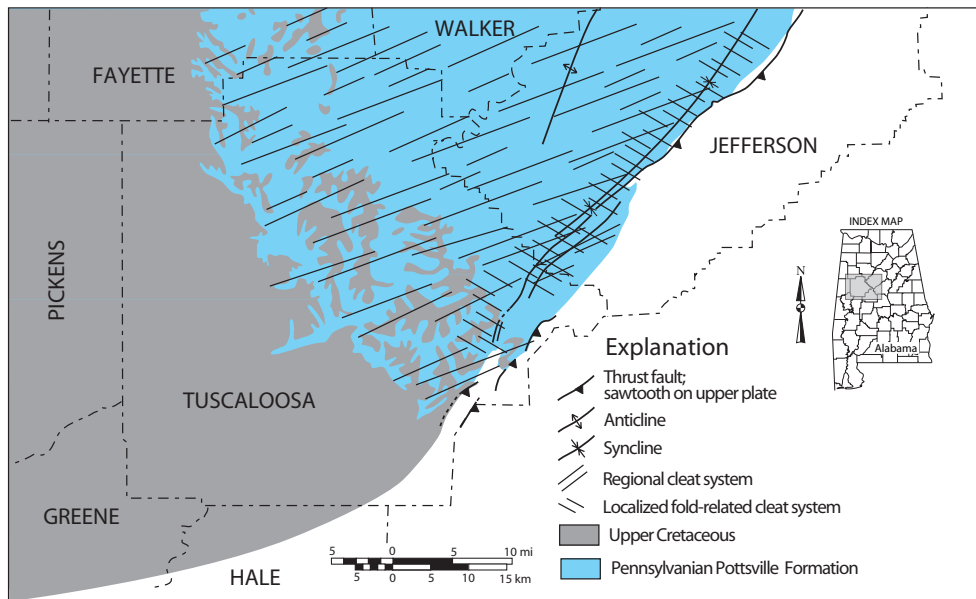 WALKER
FAYETTE
JEFFERSON
PICKENS
INDEX MAP
N
Alabama
TUSCALOOSA
GREENE
HALE
Explanation
Thrust fault;
sawtooth on upper plate
Anticline
Syncline
Regional cleat system
Localized fold-related cleat system
Upper Cretaceous
Pennsylvanian Pottsville Formation
5 0 5 10 mi
5 0 5 10 15 km